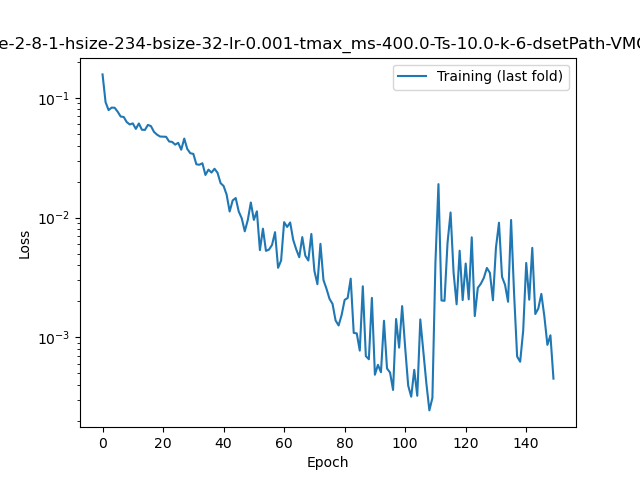 e-2-8-1-hsize-234-bsize-32-lr-0.001-tmax_ms-400.0-Ts-10.0-k-6-dsetPath-VMC
Training (last fold)
Loss
10⁻¹
10⁻²
10⁻³
0 20 40 60 80 100 120 140
Epoch